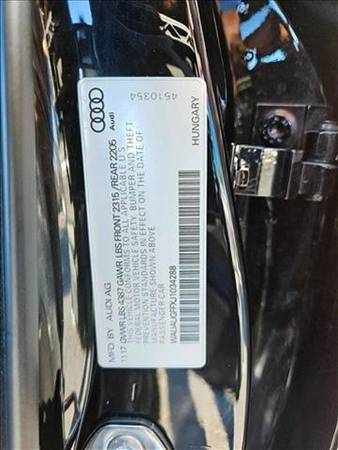 MFD. BY AUDI AG
11.17 GVWR LBS 4387 GAWR LBS FRONT 2315 /REAR 2205
THIS VEHICLE CONFORMS TO ALL APPLICABLE U.S.
FEDERAL MOTOR VEHICLE SAFETY, BUMPER AND THEFT
PREVENTION STANDARDS IN EFFECT ON THE DATE OF
MANUFACTURE SHOWN ABOVE.
PASSENGER CAR
WAUAUGFFXJ1034288
HUNGARY
Audi
4510354